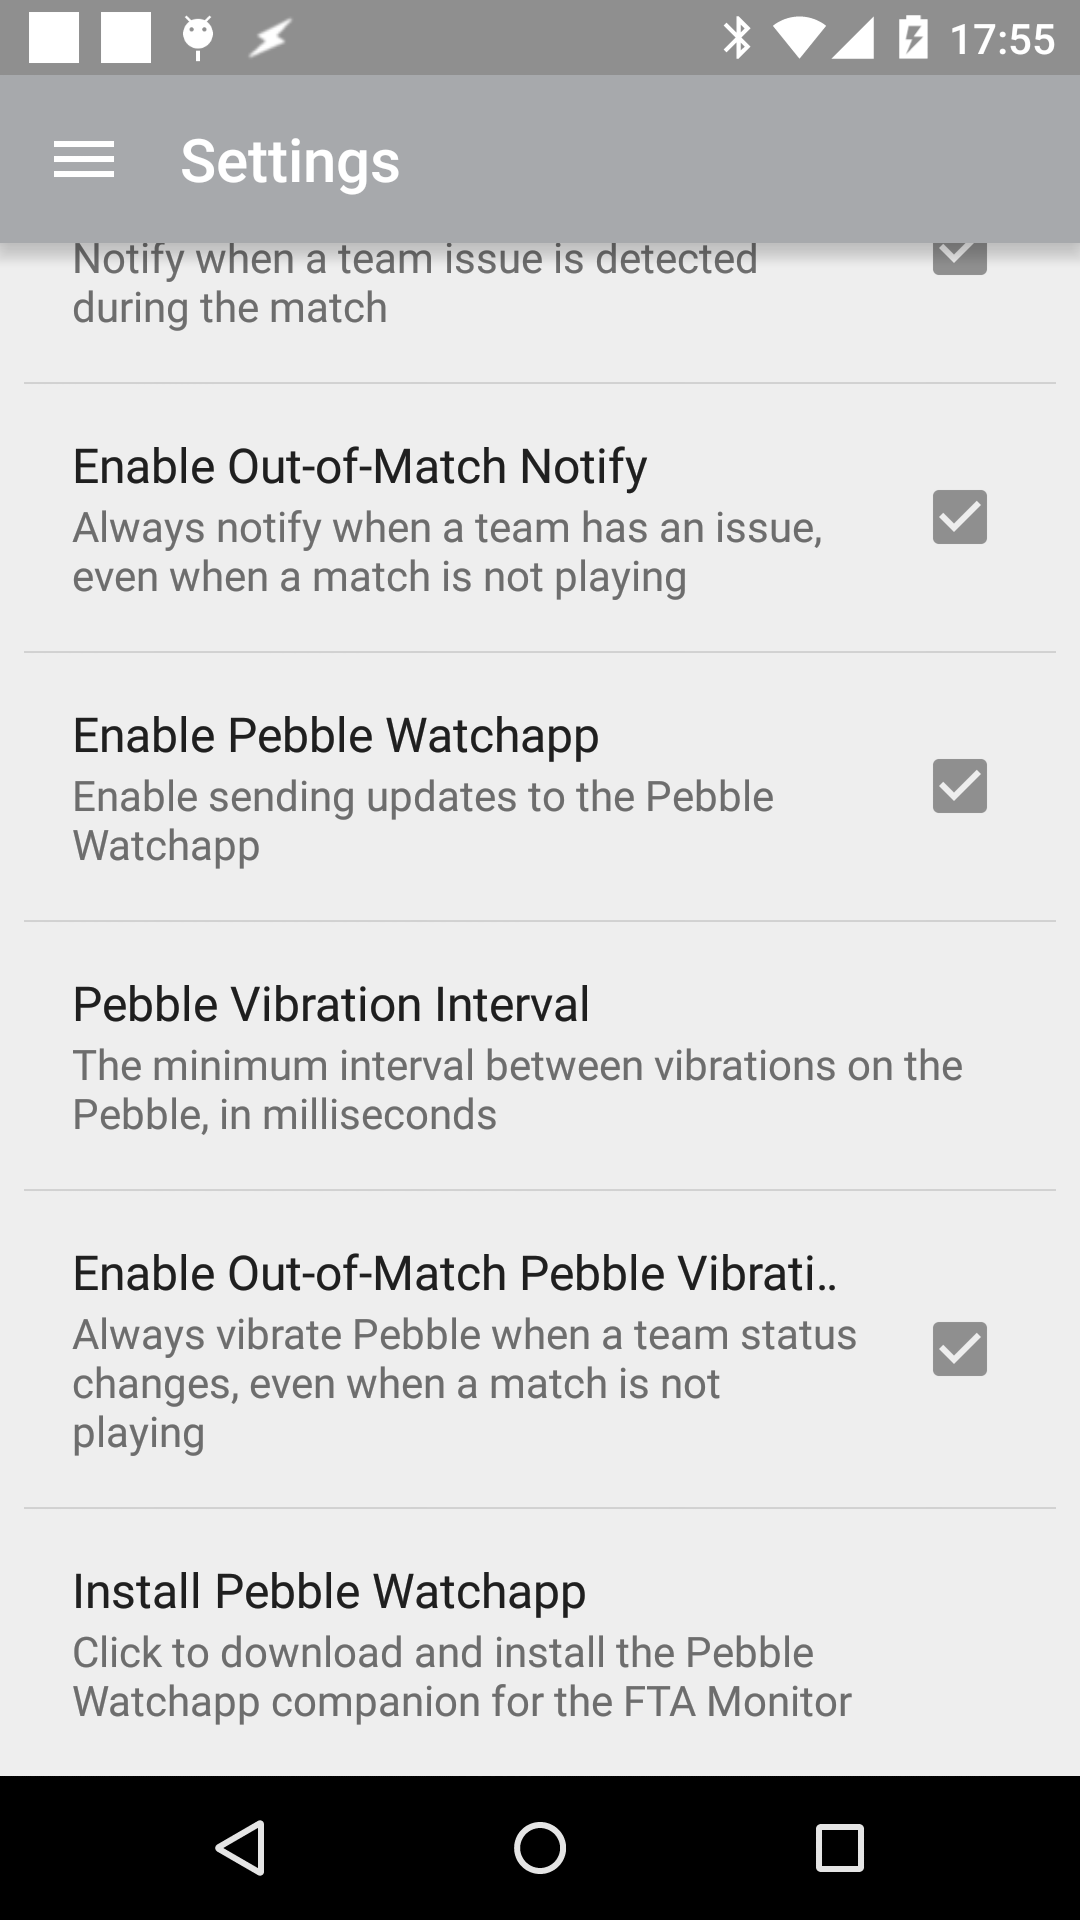 17:55
Settings
Notify when a team issue is detected
during the match
Enable Out-of-Match Notify
Always notify when a team has an issue,
even when a match is not playing
Enable Pebble Watchapp
Enable sending updates to the Pebble
Watchapp
Pebble Vibration Interval
The minimum interval between vibrations on the
Pebble, in milliseconds
Enable Out-of-Match Pebble Vibrati..
Always vibrate Pebble when a team status
changes, even when a match is not
playing
Install Pebble Watchapp
Click to download and install the Pebble
Watchapp companion for the FTA Monitor